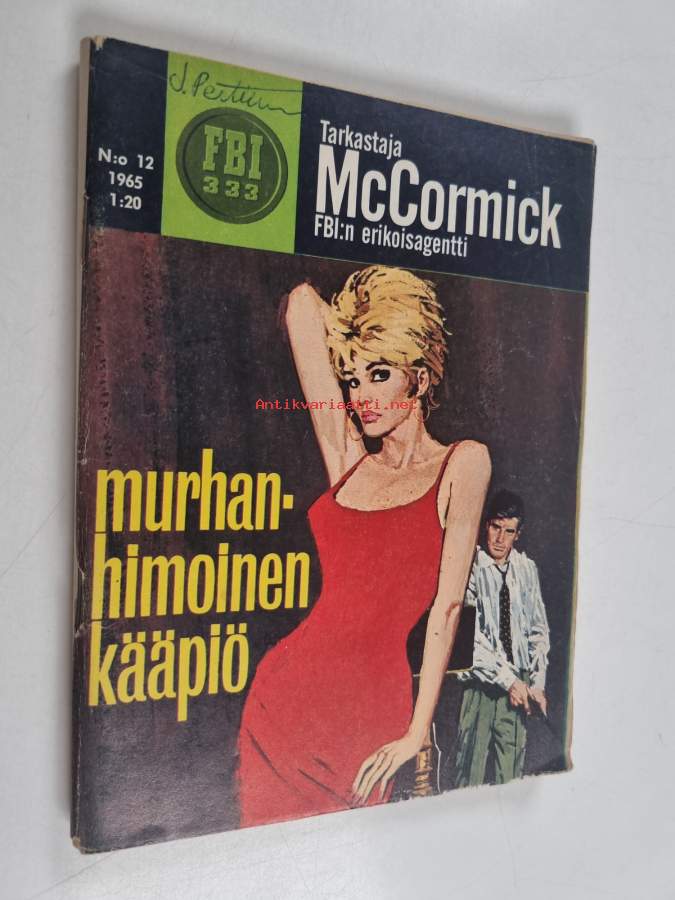 N:o 12
1965
1:20
FBI
333
Tarkastaja
McCormick
FBI:n erikoisagentti
Antikvariaatti.net
murhan-
himoinen
kääpiö